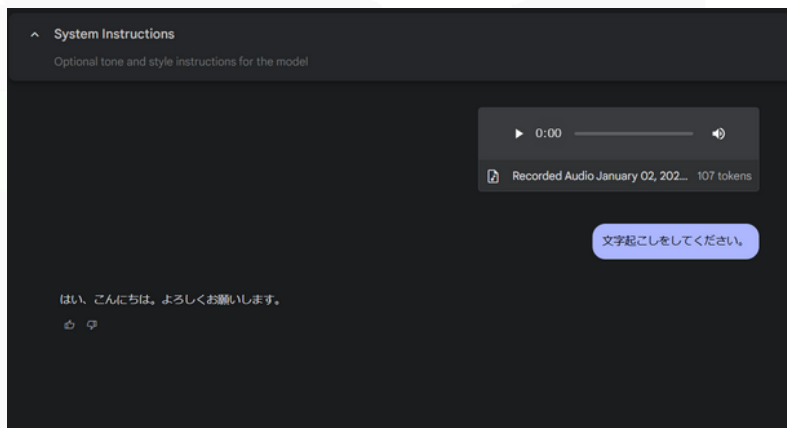 System Instructions
Optional tone and style instructions for the model
0:00
Recorded Audio January 02, 202... 107 tokens
文字起こしをしてください。
はい、こんにちは。よろしくお願いします。